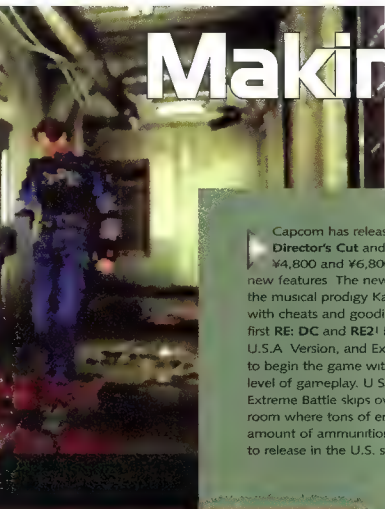 Makin
Capcom has releas
Director's Cut and
¥4,800 and ¥6,800
new features The new
the musical prodigy Ka
with cheats and goodi
first RE: DC and RE2!
U.S.A Version, and Ex
to begin the game wit
level of gameplay. U S
Extreme Battle skips ov
room where tons of en
amount of ammunition
to release in the U.S. s